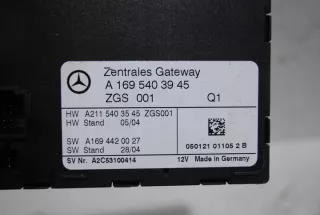 Zentrales Gateway
A 169 540 39 45
ZGS 001 Q1
HW A211 540 35 45 ZGS001
HW Stand 05/04
SW A169 442 00 27
SW Stand 28/04
050121 01105 2 B
SV Nr. A2C53100414 12V Made in Germany